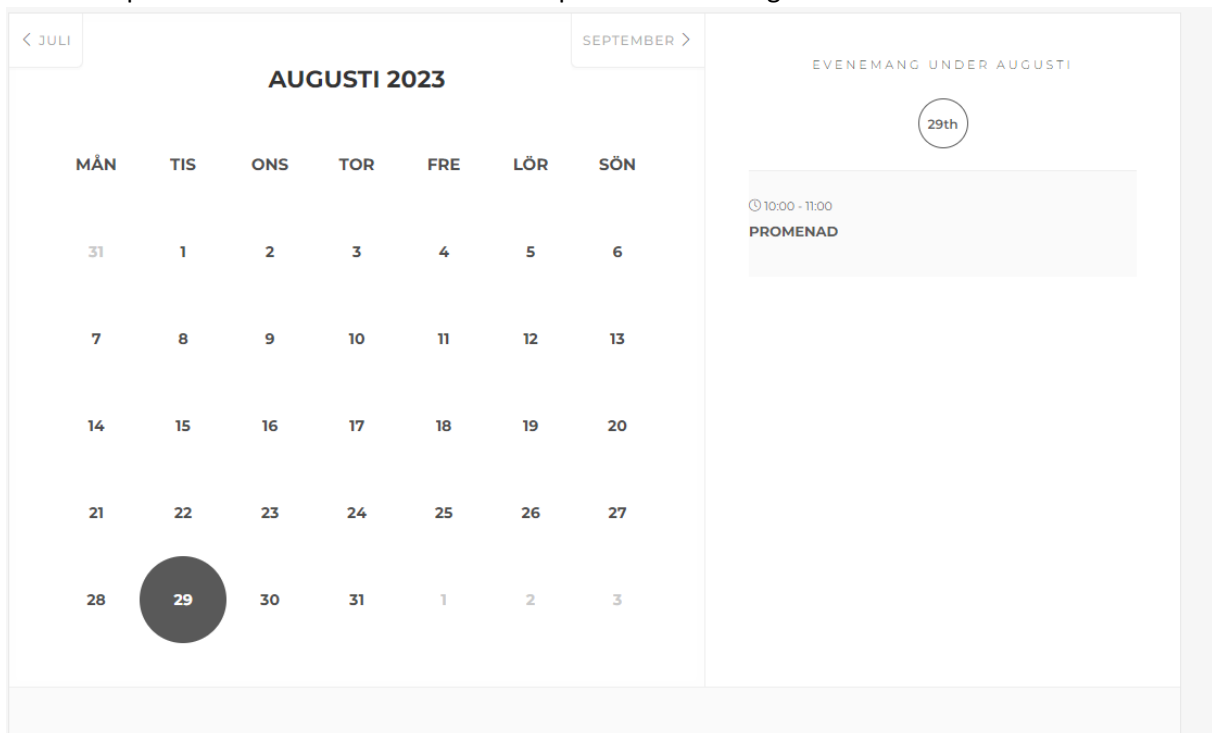 JULI
SEPTEMBER
AUGUSTI 2023
MÅN TIS ONS TOR FRE LÖR SÖN
31 1 2 3 4 5 6
7 8 9 10 11 12 13
14 15 16 17 18 19 20
21 22 23 24 25 26 27
28 29 30 31 1 2 3
EVENEMANG UNDER AUGUSTI
29th
10:00 - 11:00
PROMENAD